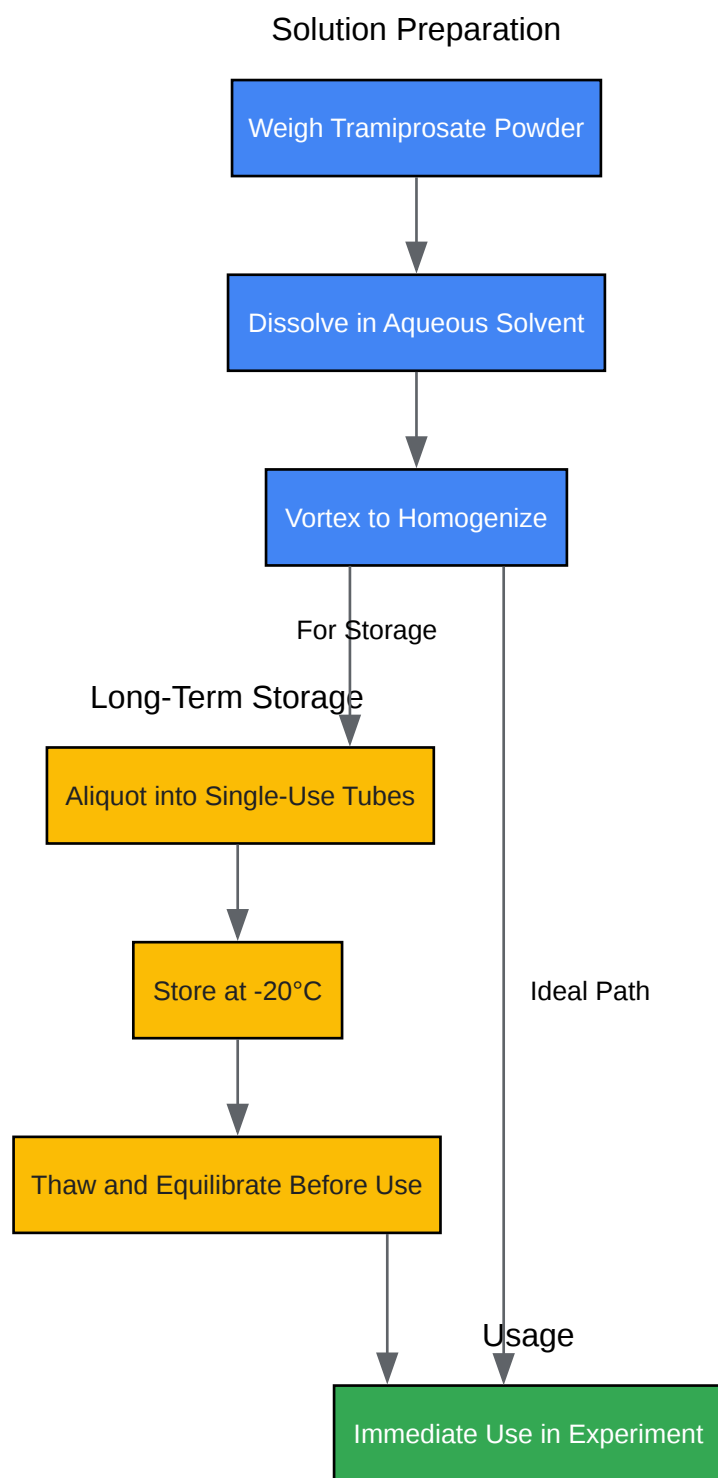 Solution Preparation
Weigh Tramiprosate Powder
Dissolve in Aqueous Solvent
Vortex to Homogenize
For Storage
Long-Term Storage
Aliquot into Single-Use Tubes
Store at -20°C
Ideal Path
Thaw and Equilibrate Before Use
Usage
Immediate Use in Experiment